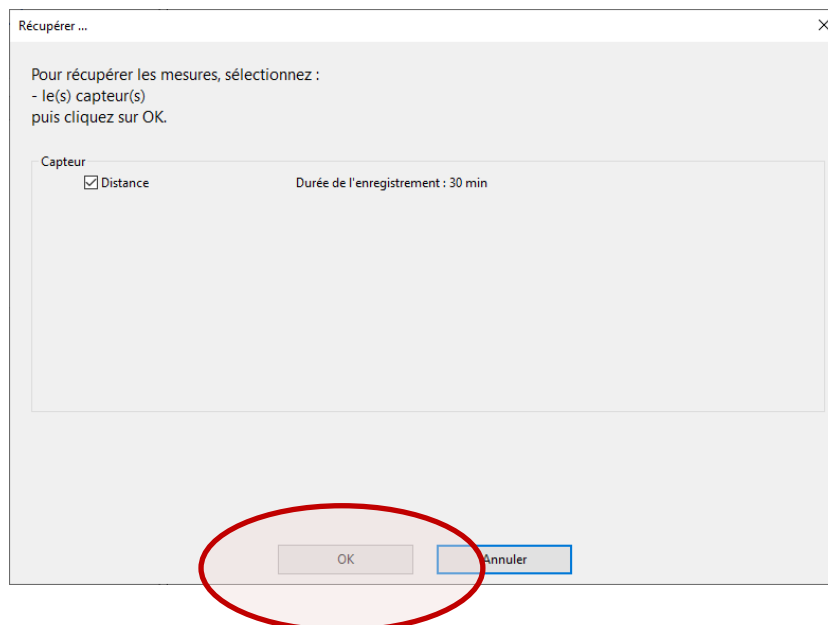 Récupérer ...
Pour récupérer les mesures, sélectionnez :
- le(s) capteur(s)
puis cliquez sur OK.
Capteur
Distance Durée de l'enregistrement : 30 min
OK Annuler